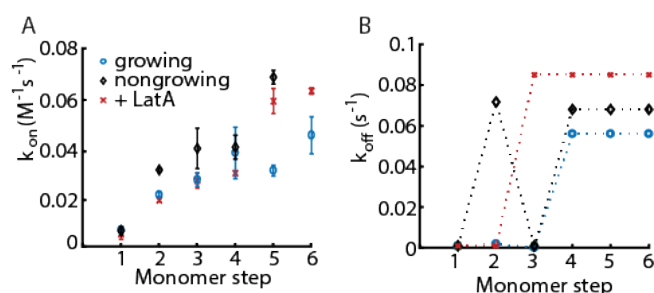 A
B
0.08
0.06
0.04
0.02
0
k_on (M⁻¹s⁻¹)
growing
nongrowing
+ LatA
1 2 3 4 5 6
Monomer step
0.1
0.08
0.06
0.04
0.02
0
k_off (s⁻¹)
1 2 3 4 5 6
Monomer step